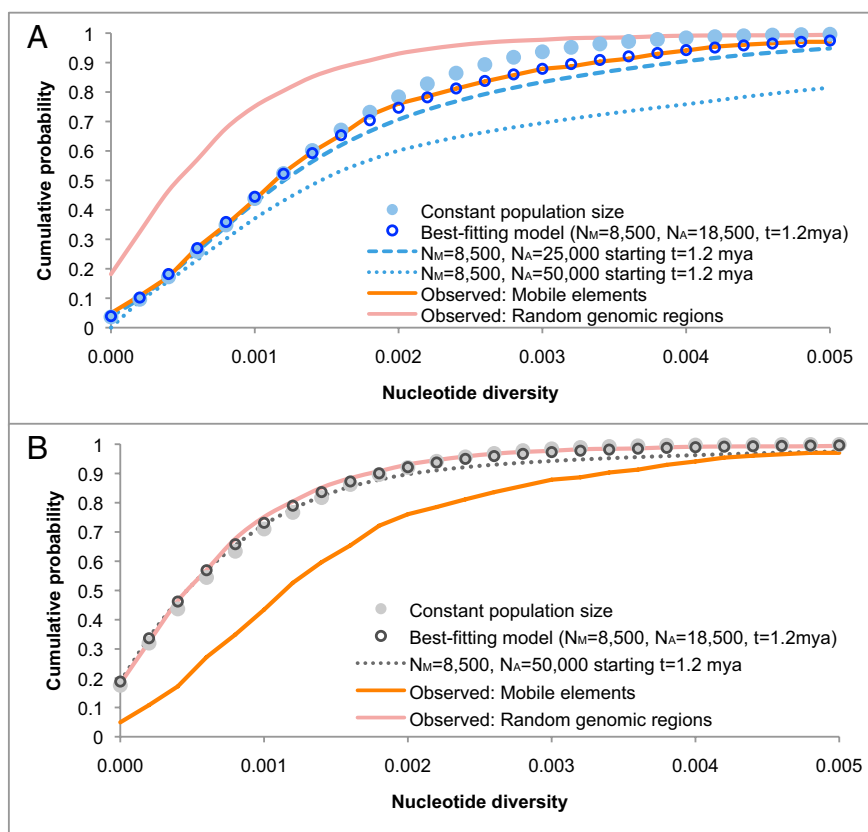 A
Cumulative probability
1
0.9
0.8
0.7
0.6
0.5
0.4
0.3
0.2
0.1
0
Constant population size
Best-fitting model (NM=8,500, NA=18,500, t=1.2mya)
NM=8,500, NA=25,000 starting t=1.2 mya
NM=8,500, NA=50,000 starting t=1.2 mya
Observed: Mobile elements
Observed: Random genomic regions
0.000 0.001 0.002 0.003 0.004 0.005
Nucleotide diversity
B
Cumulative probability
1
0.9
0.8
0.7
0.6
0.5
0.4
0.3
0.2
0.1
0
Constant population size
Best-fitting model (NM=8,500, NA=18,500, t=1.2mya)
NM=8,500, NA=50,000 starting t=1.2 mya
Observed: Mobile elements
Observed: Random genomic regions
0.000 0.001 0.002 0.003 0.004 0.005
Nucleotide diversity